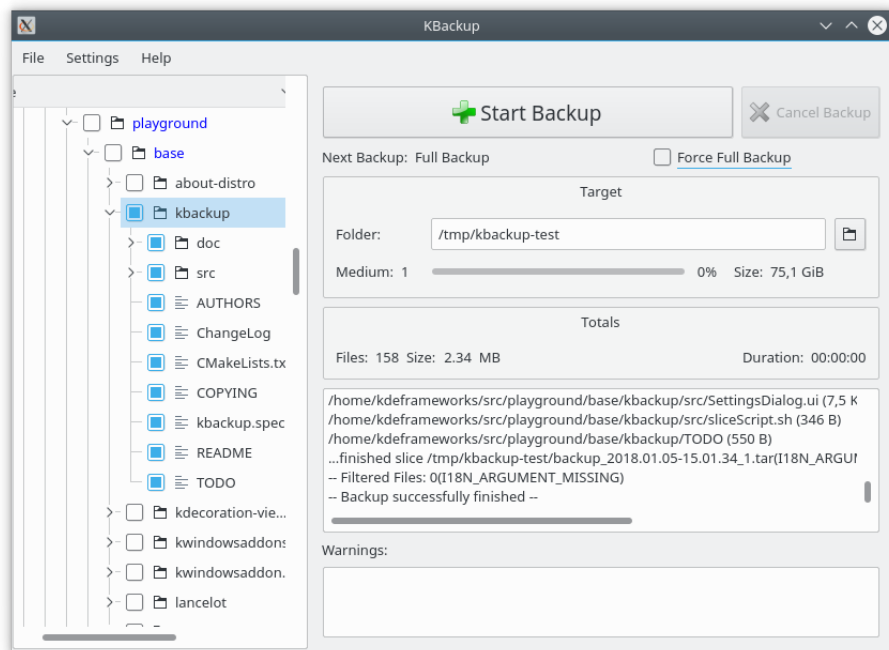 KBackup
File Settings Help
playground
base
about-distro
kbackup
doc
src
AUTHORS
ChangeLog
CMakeLists.tx
COPYING
kbackup.spec
README
TODO
kdecoration-vie...
kwindowsaddons
kwindowsaddon.
lancelot
Start Backup
Cancel Backup
Next Backup: Full Backup
Force Full Backup
Target
Folder: /tmp/kbackup-test
Medium: 1 0% Size: 75,1 GiB
Totals
Files: 158 Size: 2.34 MB Duration: 00:00:00
/home/kdeframeworks/src/playground/base/kbackup/src/SettingsDialog.ui (7,5 K
/home/kdeframeworks/src/playground/base/kbackup/src/sliceScript.sh (346 B)
/home/kdeframeworks/src/playground/base/kbackup/TODO (550 B)
...finished slice /tmp/kbackup-test/backup_2018.01.05-15.01.34_1.tar(I18N_ARGUM
-- Filtered Files: 0(I18N_ARGUMENT_MISSING)
-- Backup successfully finished --
Warnings: